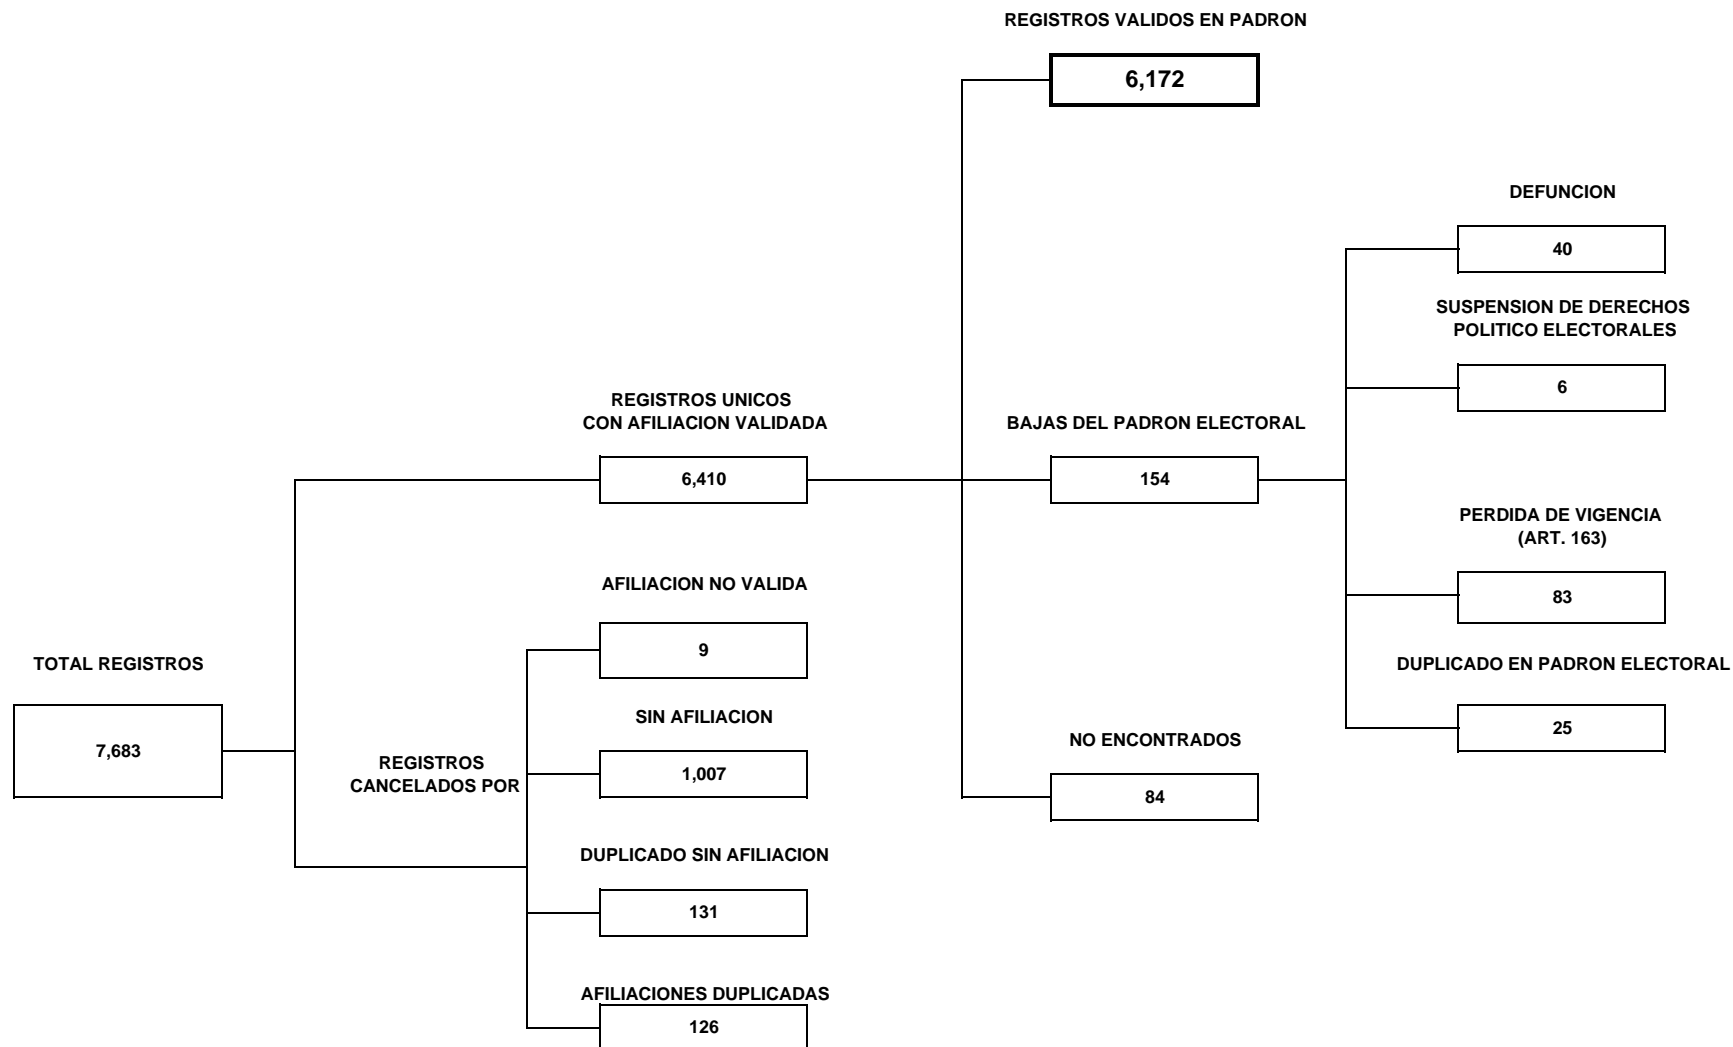 REGISTROS VALIDOS EN PADRON
6,172
DEFUNCION
40
SUSPENSION DE DERECHOS
POLITICO ELECTORALES
6
REGISTROS UNICOS
CON AFILIACION VALIDADA
6,410
BAJAS DEL PADRON ELECTORAL
154
PERDIDA DE VIGENCIA
(ART. 163)
83
AFILIACION NO VALIDA
9
TOTAL REGISTROS
7,683
DUPLICADO EN PADRON ELECTORAL
25
SIN AFILIACION
1,007
REGISTROS
CANCELADOS POR
NO ENCONTRADOS
84
DUPLICADO SIN AFILIACION
131
AFILIACIONES DUPLICADAS
126